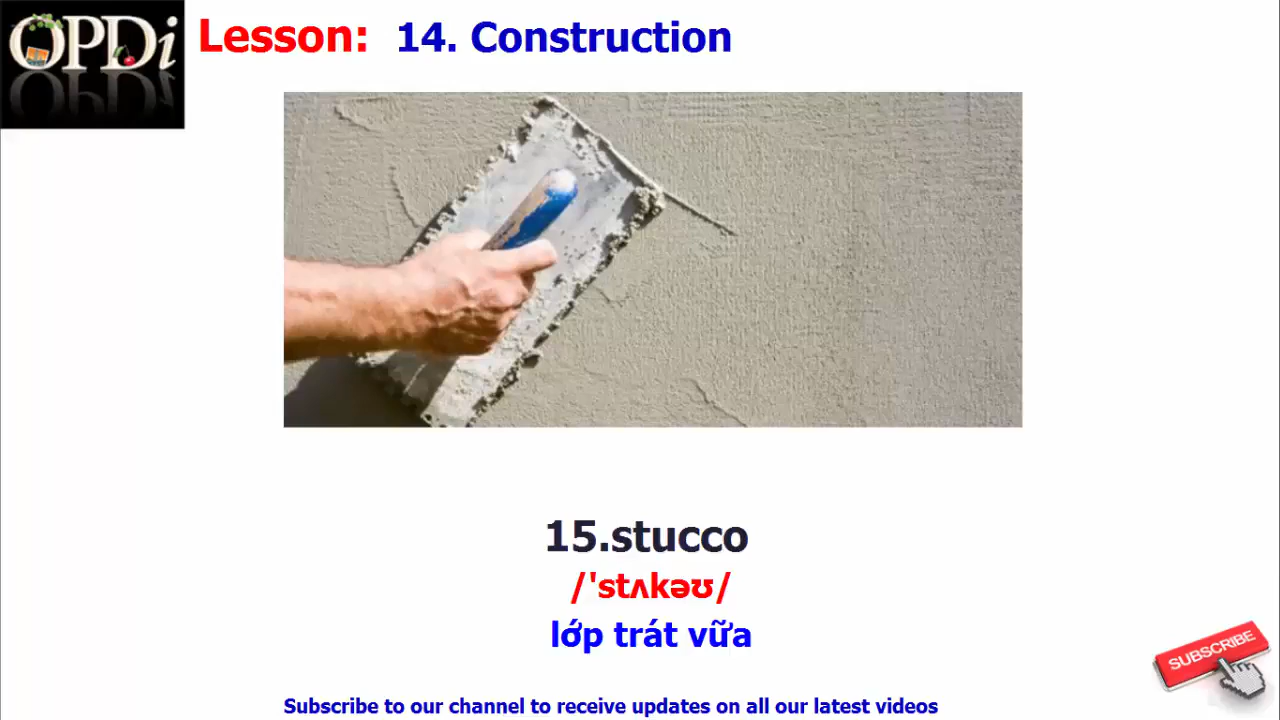 OPDi
Lesson: 14. Construction
15.stucco
/ˈstʌkəʊ/
lớp trát vữa
SUBSCRIBE
Subscribe to our channel to receive updates on all our latest videos